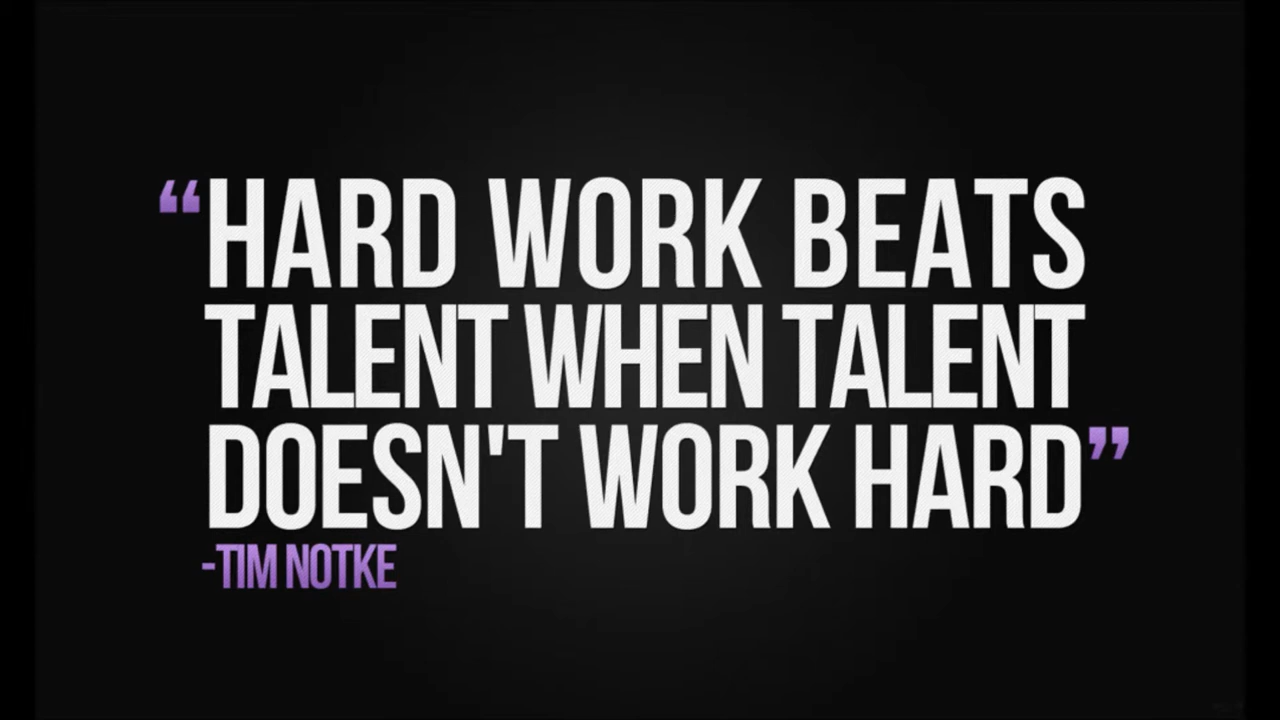 “HARD WORK BEATS
TALENT WHEN TALENT
DOESN'T WORK HARD”
-TIM NOTKE